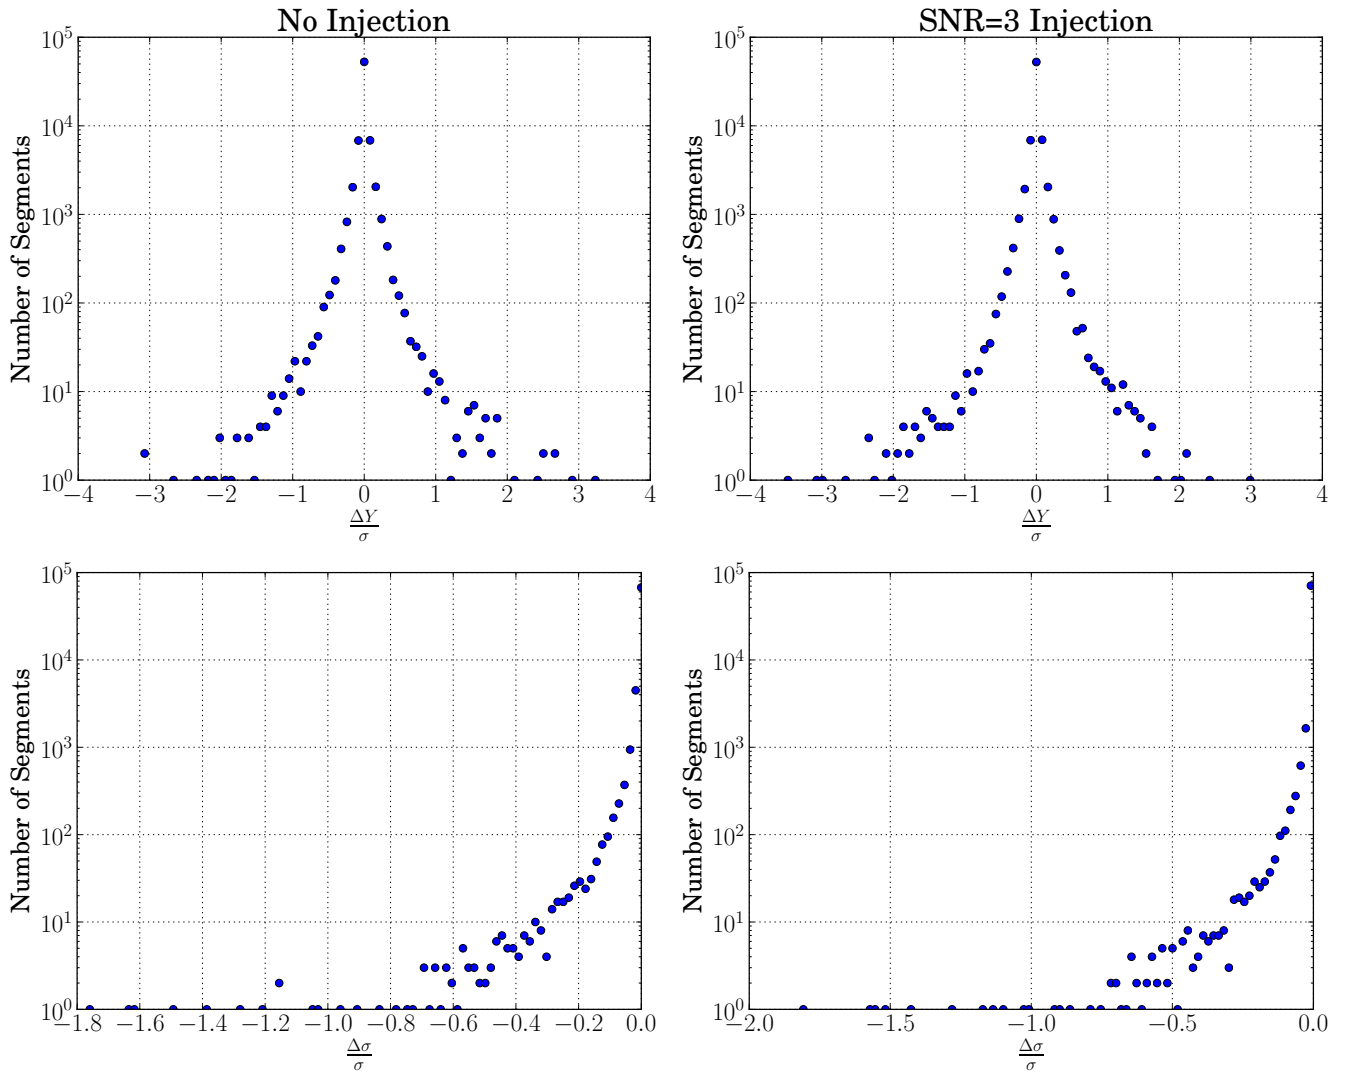 No Injection
SNR=3 Injection
10^5
10^4
10^3
10^2
10^1
10^0
Number of Segments
−4 −3 −2 −1 0 1 2 3 4
ΔY/σ
10^5
10^4
10^3
10^2
10^1
10^0
Number of Segments
−4 −3 −2 −1 0 1 2 3 4
ΔY/σ
10^5
10^4
10^3
10^2
10^1
10^0
Number of Segments
−1.8 −1.6 −1.4 −1.2 −1.0 −0.8 −0.6 −0.4 −0.2 0.0
Δσ/σ
10^5
10^4
10^3
10^2
10^1
10^0
Number of Segments
−2.0 −1.5 −1.0 −0.5 0.0
Δσ/σ